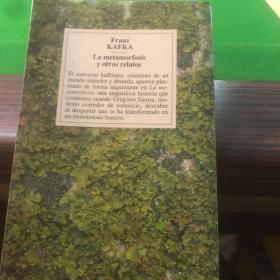 Franz
KAFKA
La metamorfosis
y otros relatos
El universo kafkiano, sinónimo de un
mundo siniestro y absurdo, aparece plas-
mado de forma inquietante en La me-
tamorfosis, una angustiosa historia que
comienza cuando Gregorio Samsa, mo-
desto corredor de comercio, descubre
al despertar que se ha transformado en
un monstruoso insecto.